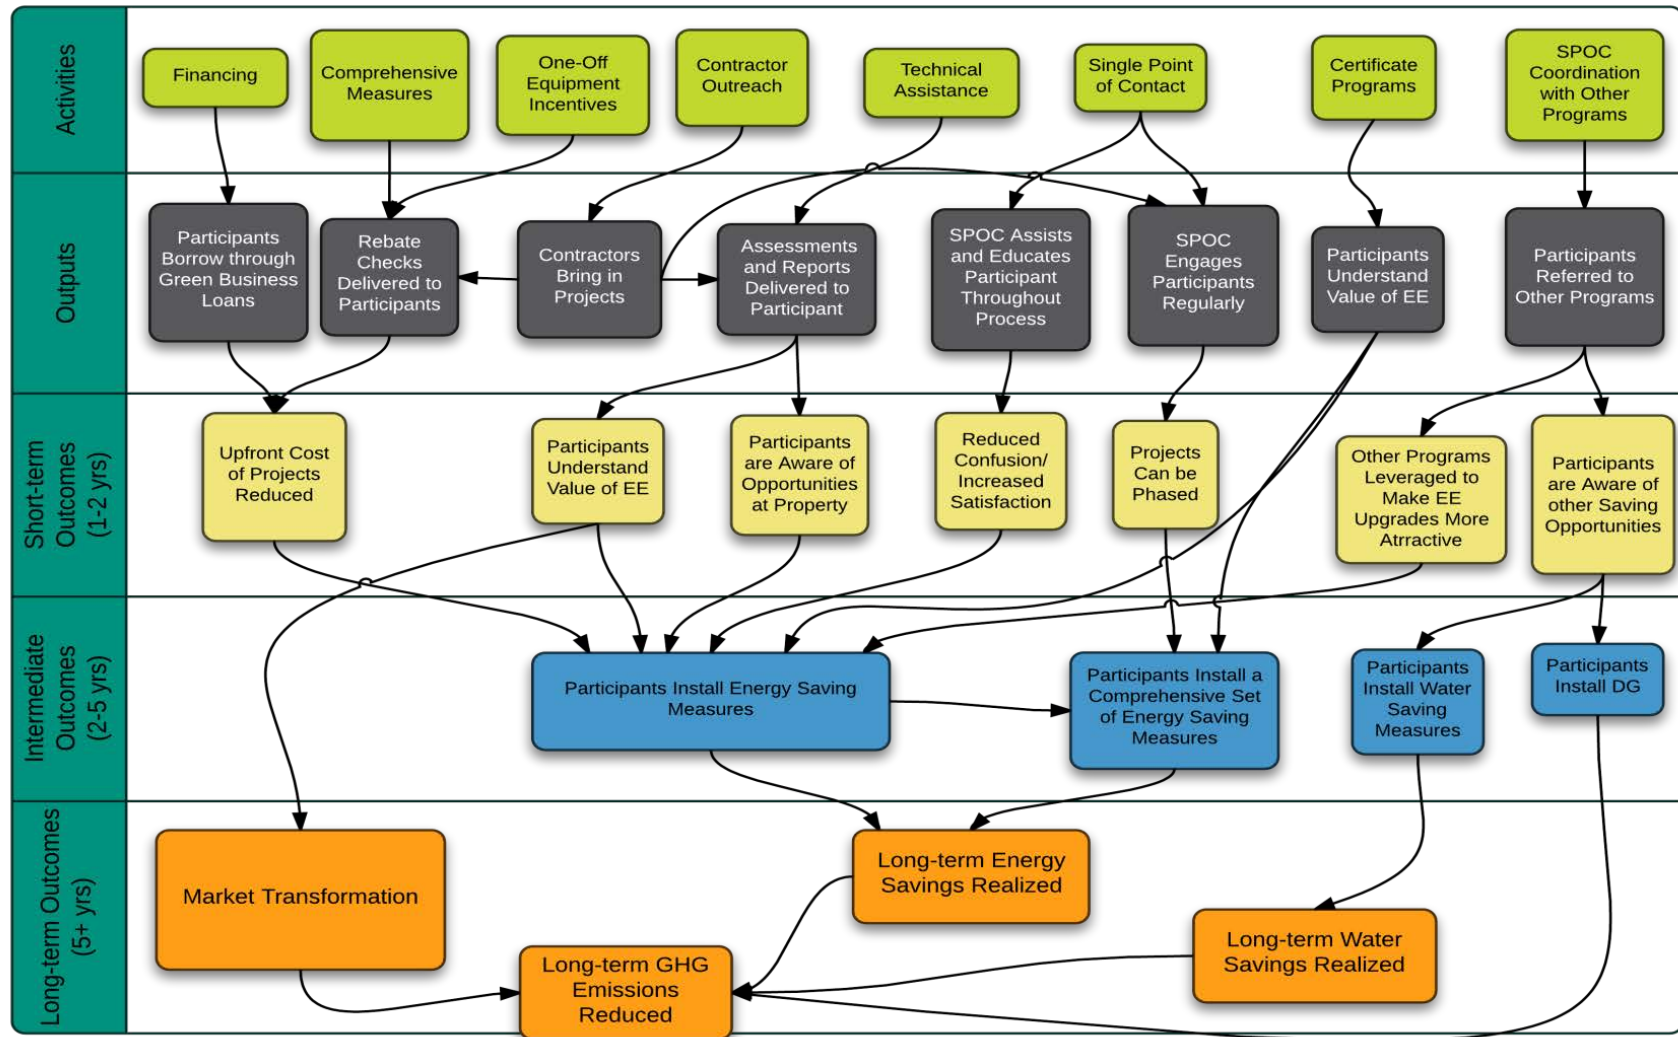 Activities
Financing
Comprehensive
Measures
One-Off
Equipment
Incentives
Contractor
Outreach
Technical
Assistance
Single Point
of Contact
Certificate
Programs
SPOC
Coordination
with Other
Programs
Outputs
Participants
Borrow through
Green Business
Loans
Rebate
Checks
Delivered to
Participants
Contractors
Bring in
Projects
Assessments
and Reports
Delivered to
Participant
SPOC Assists
and Educates
Participant
Throughout
Process
SPOC
Engages
Participants
Regularly
Participants
Understand
Value of EE
Participants
Referred to
Other Programs
Short-term
Outcomes
(1-2 yrs)
Upfront Cost
of Projects
Reduced
Participants
Understand
Value of EE
Participants
are Aware of
Opportunities
at Property
Reduced
Confusion/
Increased
Satisfaction
Projects
Can be
Phased
Other Programs
Leveraged to
Make EE
Upgrades More
Atrractive
Participants
are Aware of
other Saving
Opportunities
Intermediate
Outcomes
(2-5 yrs)
Participants Install Energy Saving
Measures
Participants Install a
Comprehensive Set
of Energy Saving
Measures
Participants
Install Water
Saving
Measures
Participants
Install DG
Long-term Outcomes
(5+ yrs)
Market Transformation
Long-term Energy
Savings Realized
Long-term Water
Savings Realized
Long-term GHG
Emissions
Reduced